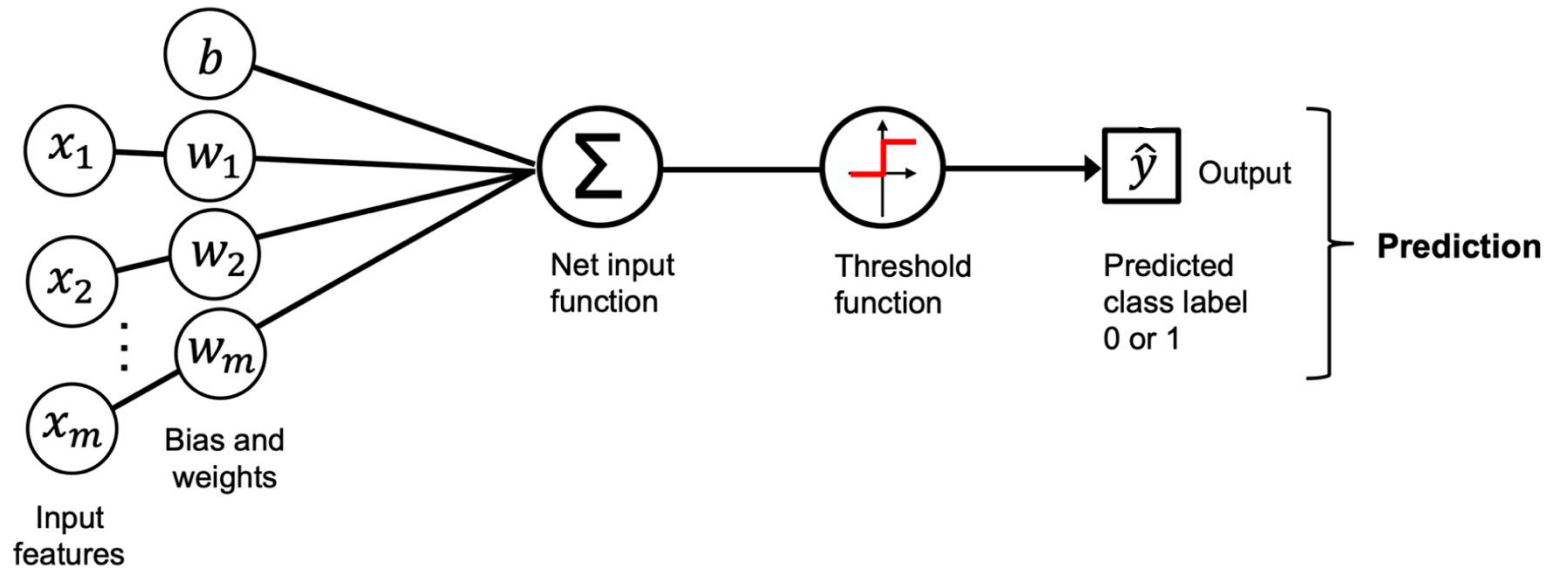 b
x₁
w₁
x₂
w₂
⋮
xₘ
wₘ
Bias and
weights
Input
features
Σ
Net input
function
Threshold
function
ŷ
Output
Predicted
class label
0 or 1
Prediction